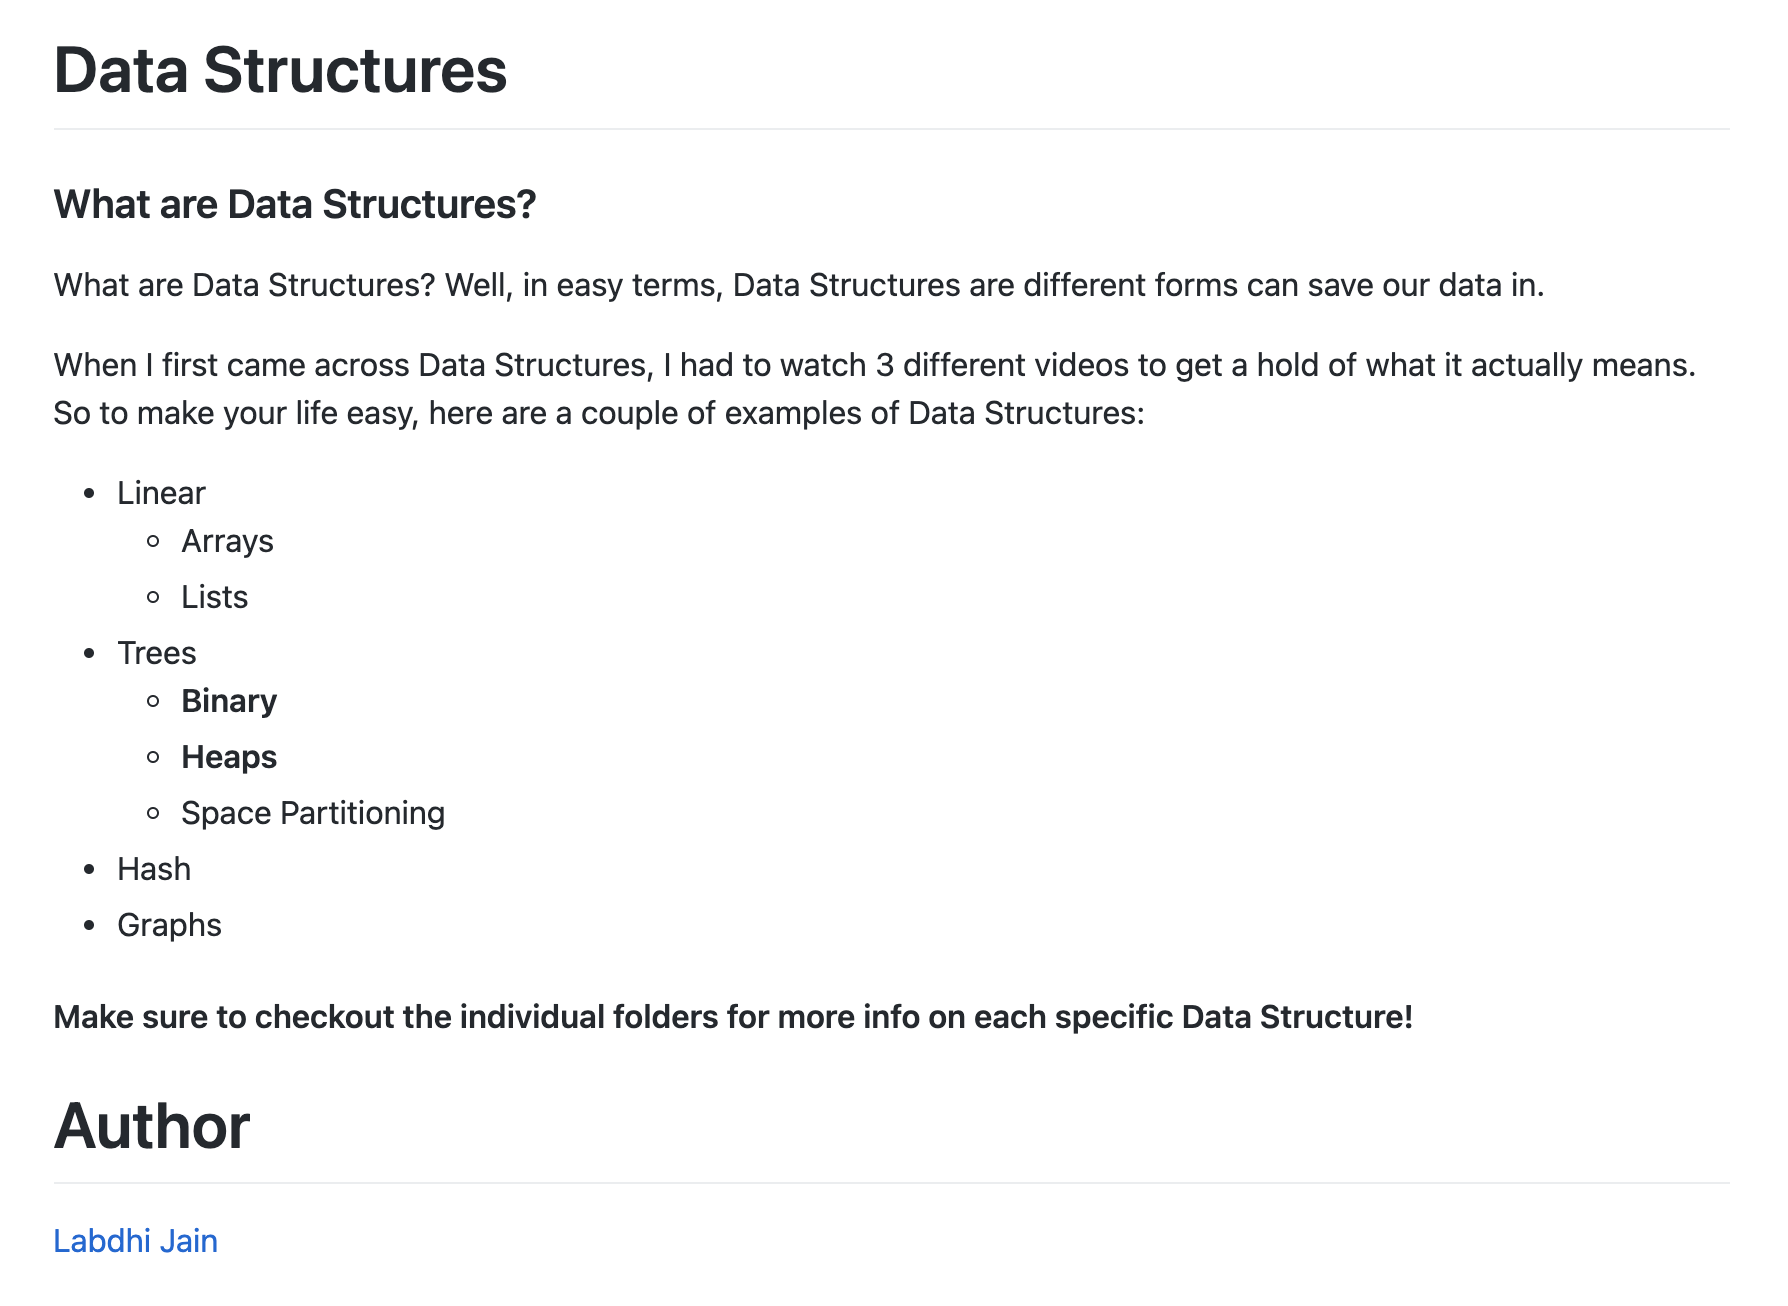 Data Structures
What are Data Structures?
What are Data Structures? Well, in easy terms, Data Structures are different forms can save our data in.
When I first came across Data Structures, I had to watch 3 different videos to get a hold of what it actually means.
So to make your life easy, here are a couple of examples of Data Structures:
Linear
Arrays
Lists
Trees
Binary
Heaps
Space Partitioning
Hash
Graphs
Make sure to checkout the individual folders for more info on each specific Data Structure!
Author
Labdhi Jain